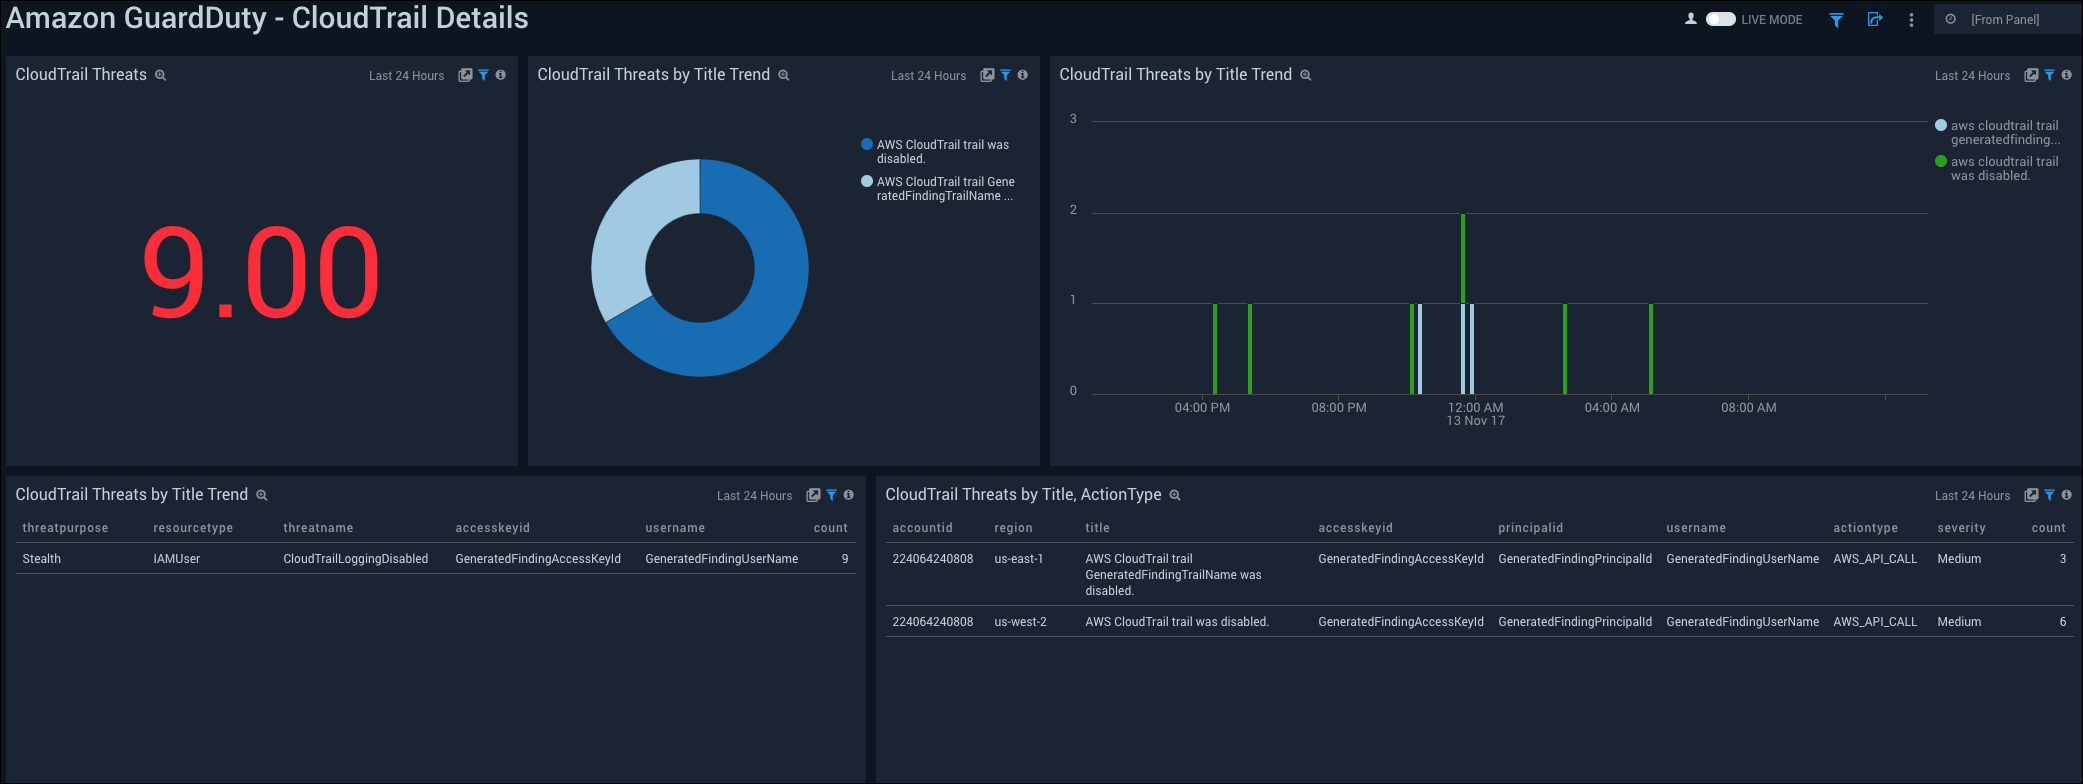 Amazon GuardDuty - CloudTrail Details
LIVE MODE
[From Panel]
CloudTrail Threats
Last 24 Hours
9.00
CloudTrail Threats by Title Trend
Last 24 Hours
AWS CloudTrail trail was
disabled.
AWS CloudTrail trail Gene
ratedFindingTrailName ...
CloudTrail Threats by Title Trend
Last 24 Hours
3
2
1
0
04:00 PM
08:00 PM
12:00 AM
13 Nov 17
04:00 AM
08:00 AM
aws cloudtrail trail
generatedfinding...
aws cloudtrail trail
was disabled.
CloudTrail Threats by Title Trend
Last 24 Hours
threatpurpose resourcetype threatname accesskeyid username count
Stealth IAMUser CloudTrailLoggingDisabled GeneratedFindingAccessKeyId GeneratedFindingUserName 9
CloudTrail Threats by Title, ActionType
Last 24 Hours
accountid region title accesskeyid principalid username actiontype severity count
224064240808 us-east-1 AWS CloudTrail trail GeneratedFindingAccessKeyId GeneratedFindingPrincipalId GeneratedFindingUserName AWS_API_CALL Medium 3
GeneratedFindingTrailName was
disabled.
224064240808 us-west-2 AWS CloudTrail trail was disabled. GeneratedFindingAccessKeyId GeneratedFindingPrincipalId GeneratedFindingUserName AWS_API_CALL Medium 6